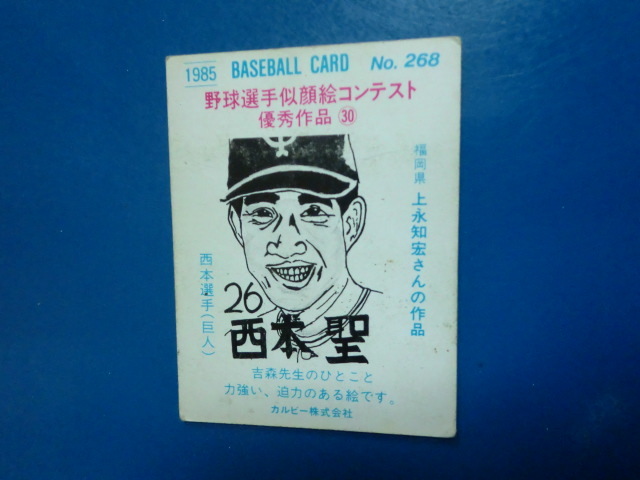 1985 BASEBALL CARD No. 268
野球選手似顔絵コンテスト
優秀作品 ㉚
福岡県 上永知宏さんの作品
西本選手(巨人)
26
西本 聖
吉森先生のひとこと
力強い、迫力のある絵です。
カルビー株式会社